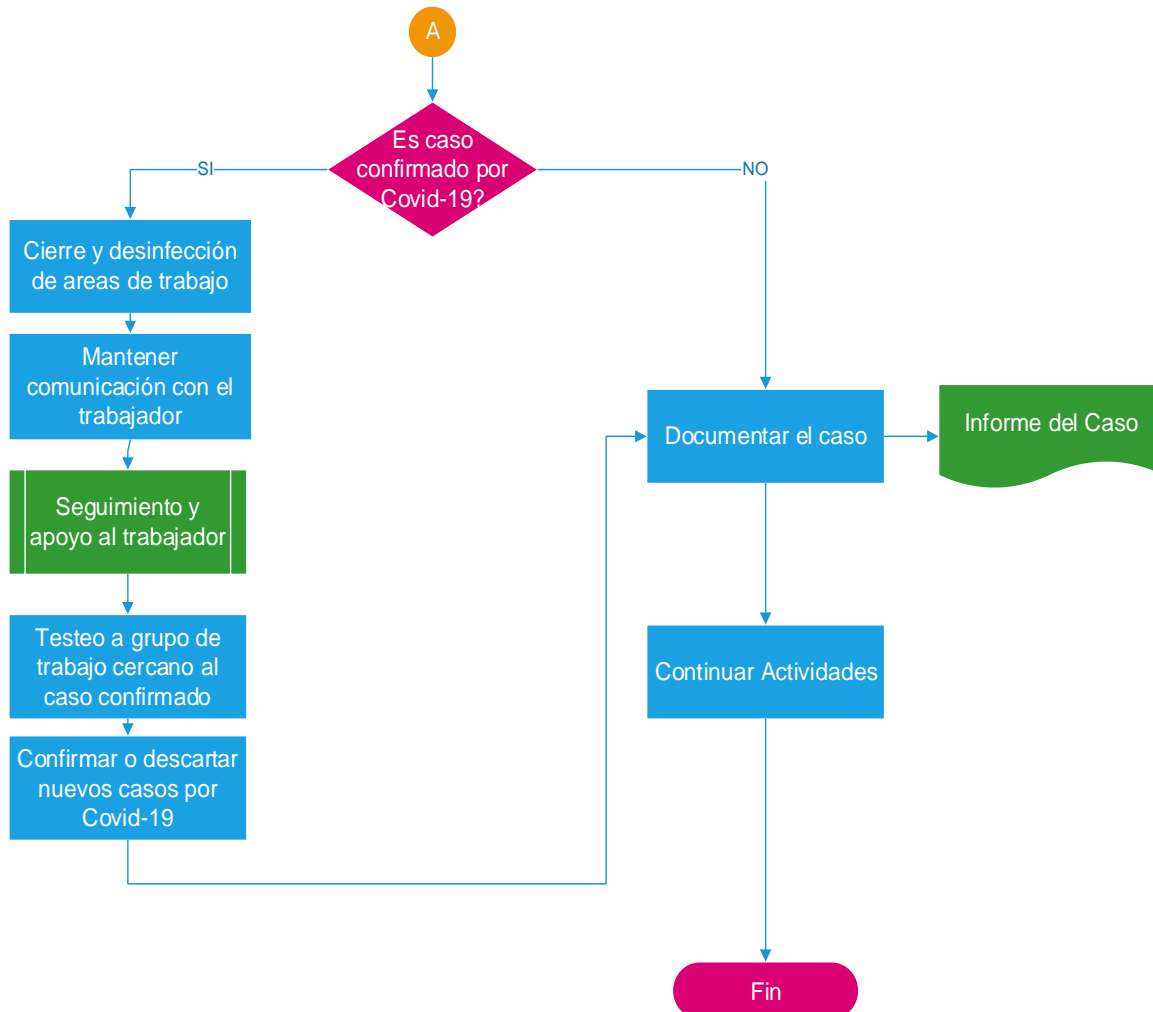 A
Es caso
confirmado por
Covid-19?
SI
NO
Cierre y desinfección
de areas de trabajo
Mantener
comunicación con el
trabajador
Seguimiento y
apoyo al trabajador
Testeo a grupo de
trabajo cercano al
caso confirmado
Confirmar o descartar
nuevos casos por
Covid-19
Documentar el caso
Informe del Caso
Continuar Actividades
Fin